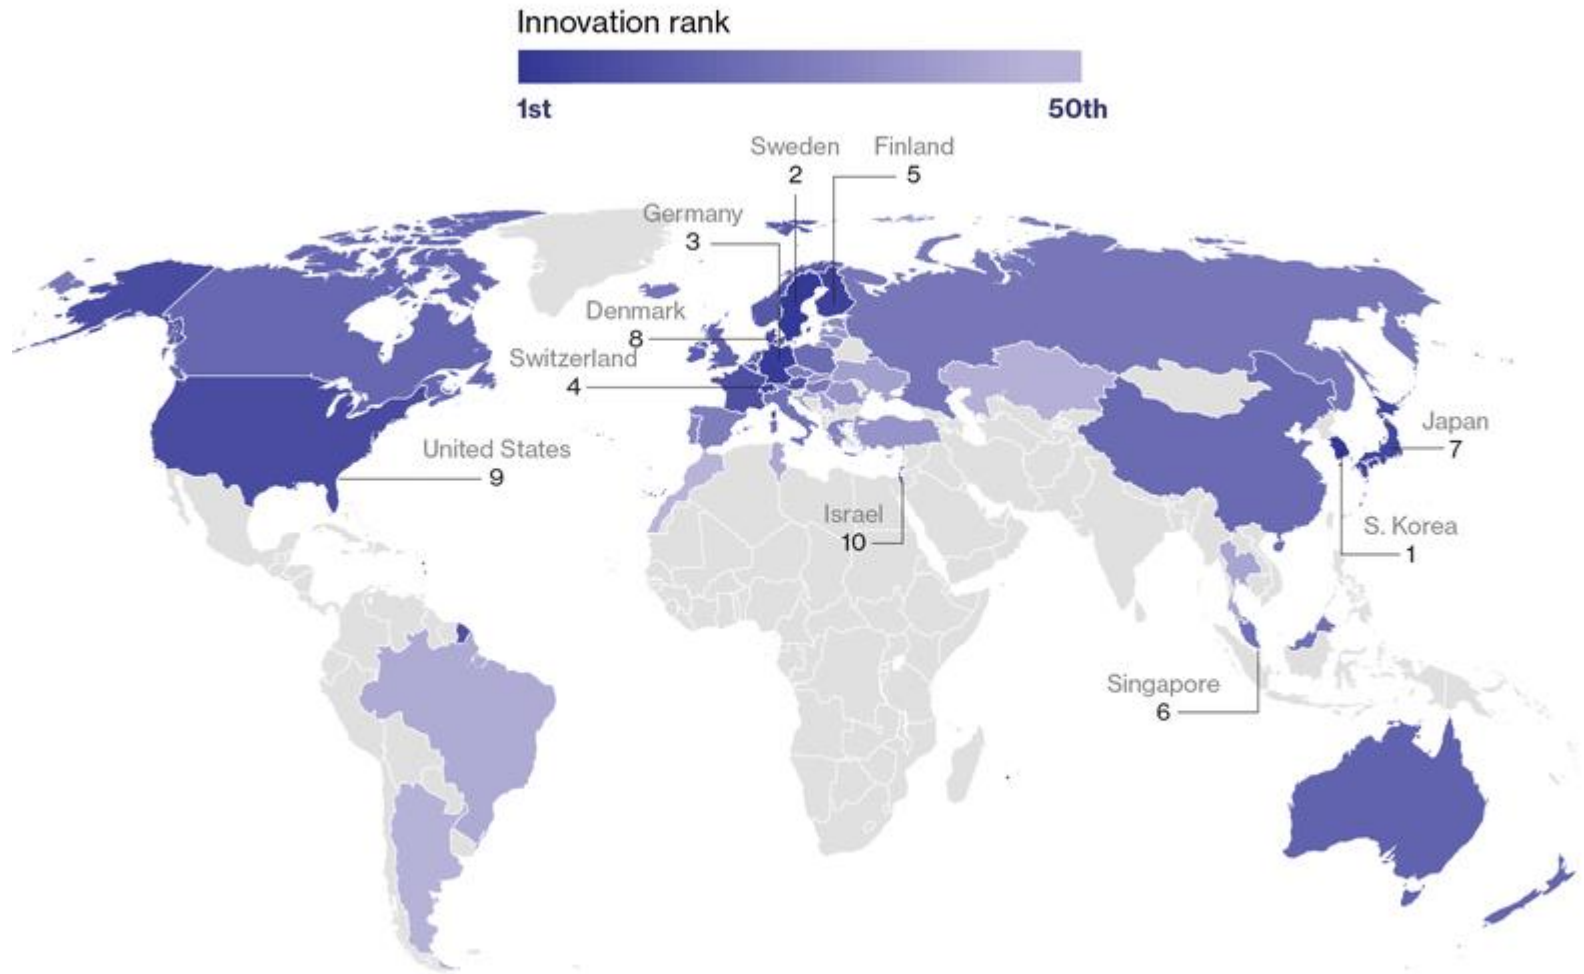 Innovation rank
1st 50th
Sweden Finland
2 5
Germany
3
Denmark
8
Switzerland
4
United States
9
Japan
7
Israel
10
S. Korea
1
Singapore
6